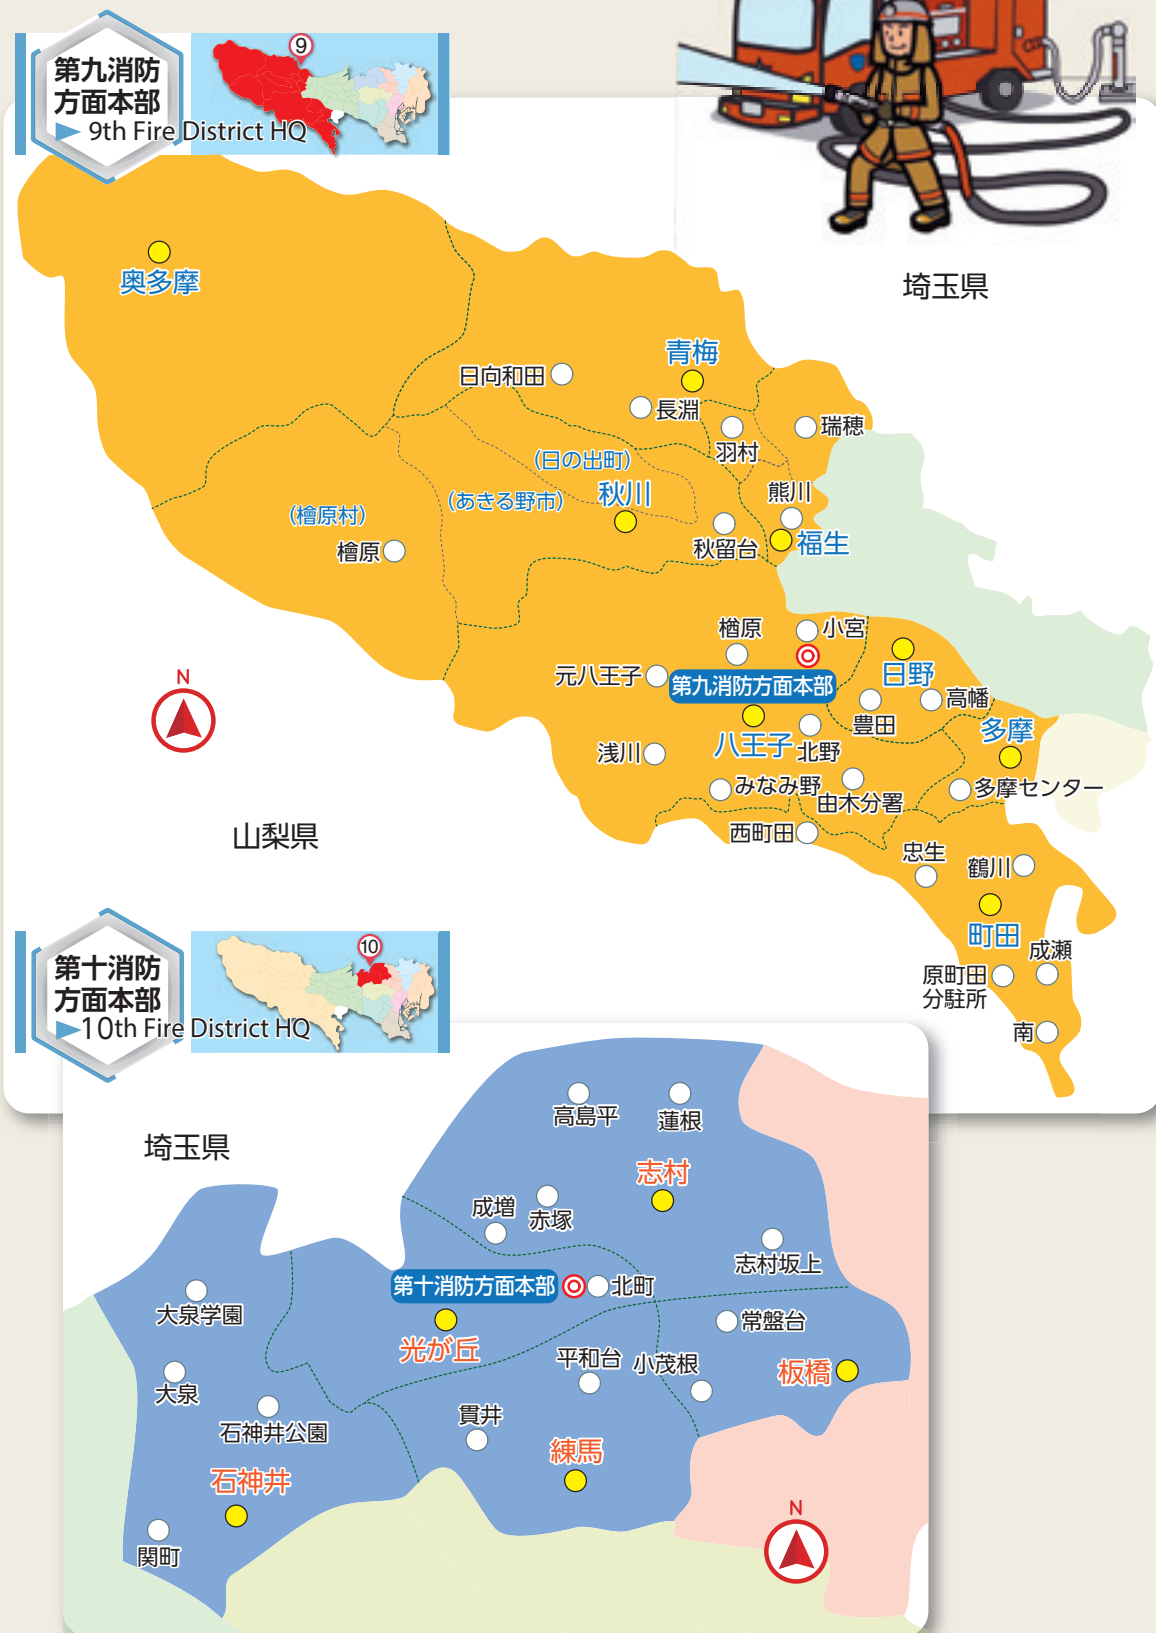 第九消防
方面本部
9th Fire District HQ
9
埼玉県
奥多摩
青梅
日向和田
長淵
羽村
瑞穂
(日の出町)
熊川
(あきる野市)
秋川
(檜原村)
檜原
秋留台
福生
楢原
小宮
元八王子
第九消防方面本部
日野
高幡
豊田
八王子
北野
多摩
浅川
みなみ野
由木分署
多摩センター
西町田
N
山梨県
忠生
鶴川
町田
成瀬
原町田
分駐所
南
第十消防
方面本部
10th Fire District HQ
10
埼玉県
高島平
蓮根
志村
成増
赤塚
志村坂上
第十消防方面本部
北町
大泉学園
光が丘
常盤台
平和台
小茂根
板橋
大泉
石神井公園
貫井
練馬
石神井
関町
N